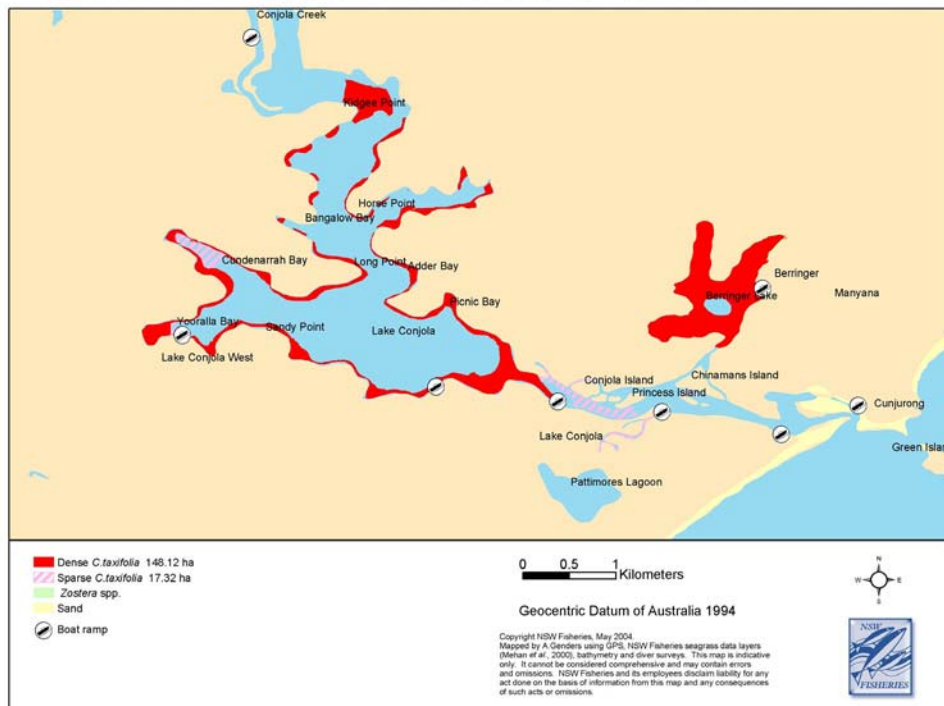 Conjola Creek
Kidgee Point
Horse Point
Bangalow Bay
Cundenarrah Bay
Long Point
Adder Bay
Berringer
Berringer Lake
Manyana
Picnic Bay
Yooralla Bay
Sandy Point
Lake Conjola
Lake Conjola West
Chinamans Island
Conjola Island
Princess Island
Cunjurong
Lake Conjola
Green Islan
Pattimores Lagoon
Dense C.taxifolia 148.12 ha
Sparse C.taxifolia 17.32 ha
Zostera spp.
Sand
Boat ramp
0 0.5 1
Kilometers
Geocentric Datum of Australia 1994
Copyright NSW Fisheries, May 2004.
Mapped by A.Genders using GPS, NSW Fisheries seagrass data layers
(Mehan et al., 2000), bathymetry and diver surveys. This map is indicative
only. It cannot be considered comprehensive and may contain errors
and omissions. NSW Fisheries and its employees disclaim liability for any
act done on the basis of information from this map and any consequences
of such acts or omissions.
N
W E
S
NSW
FISHERIES